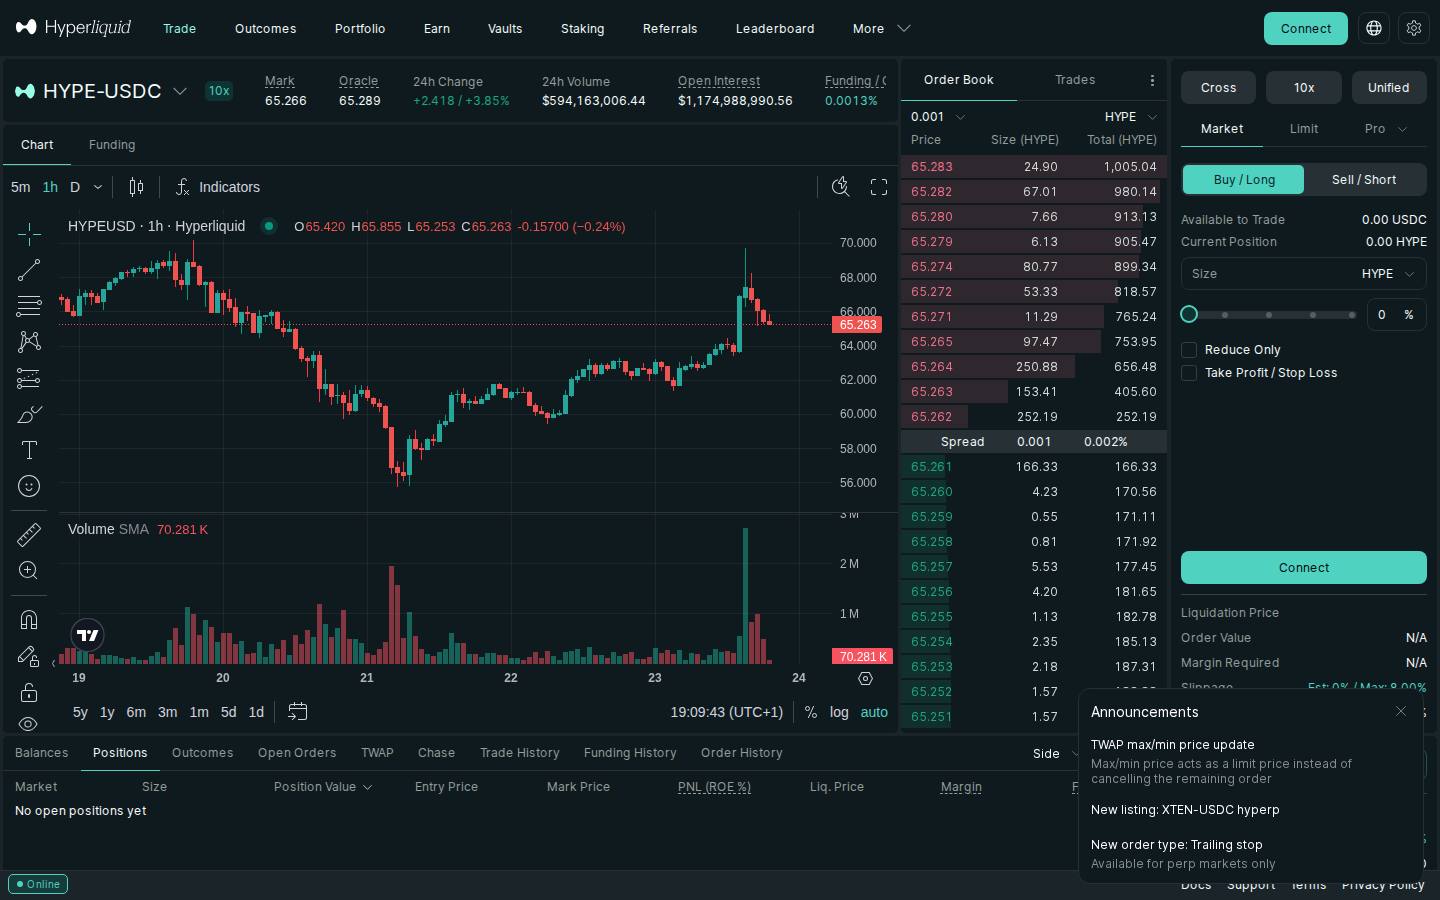 Hyperliquid Trade Outcomes Portfolio Earn Vaults Staking Referrals Leaderboard More Connect
HYPE-USDC 10x
Mark Oracle 24h Change 24h Volume Open Interest Funding /
65.266 65.289 +2.418 / +3.85% $594,163,006.44 $1,174,988,990.56 0.0013%
Chart Funding
5m 1h D Indicators
HYPEUSD · 1h · Hyperliquid O65.420 H65.855 L65.253 C65.263 -0.15700 (−0.24%)
70.000
68.000
66.000
65.263
64.000
62.000
60.000
58.000
56.000
Volume SMA 70.281 K
3 M
2 M
1 M
70.281 K
19 20 21 22 23 24
5y 1y 6m 3m 1m 5d 1d 19:09:43 (UTC+1) % log auto
Order Book Trades
0.001 HYPE
Price Size (HYPE) Total (HYPE)
65.283 24.90 1,005.04
65.282 67.01 980.14
65.280 7.66 913.13
65.279 6.13 905.47
65.274 80.77 899.34
65.272 53.33 818.57
65.271 11.29 765.24
65.265 97.47 753.95
65.264 250.88 656.48
65.263 153.41 405.60
65.262 252.19 252.19
Spread 0.001 0.002%
65.261 166.33 166.33
65.260 4.23 170.56
65.259 0.55 171.11
65.258 0.81 171.92
65.257 5.53 177.45
65.256 4.20 181.65
65.255 1.13 182.78
65.254 2.35 185.13
65.253 2.18 187.31
65.252 1.57
65.251 1.57
Cross 10x Unified
Market Limit Pro
Buy / Long Sell / Short
Available to Trade 0.00 USDC
Current Position 0.00 HYPE
Size HYPE
0 %
Reduce Only
Take Profit / Stop Loss
Connect
Liquidation Price
Order Value N/A
Margin Required N/A
Slippage Est: 0% / Max: 8.00%
Balances Positions Outcomes Open Orders TWAP Chase Trade History Funding History Order History Side
Market Size Position Value Entry Price Mark Price PNL (ROE %) Liq. Price Margin
No open positions yet
Announcements
TWAP max/min price update
Max/min price acts as a limit price instead of
cancelling the remaining order
New listing: XTEN-USDC hyperp
New order type: Trailing stop
Available for perp markets only
Online Docs Support Terms Privacy Policy